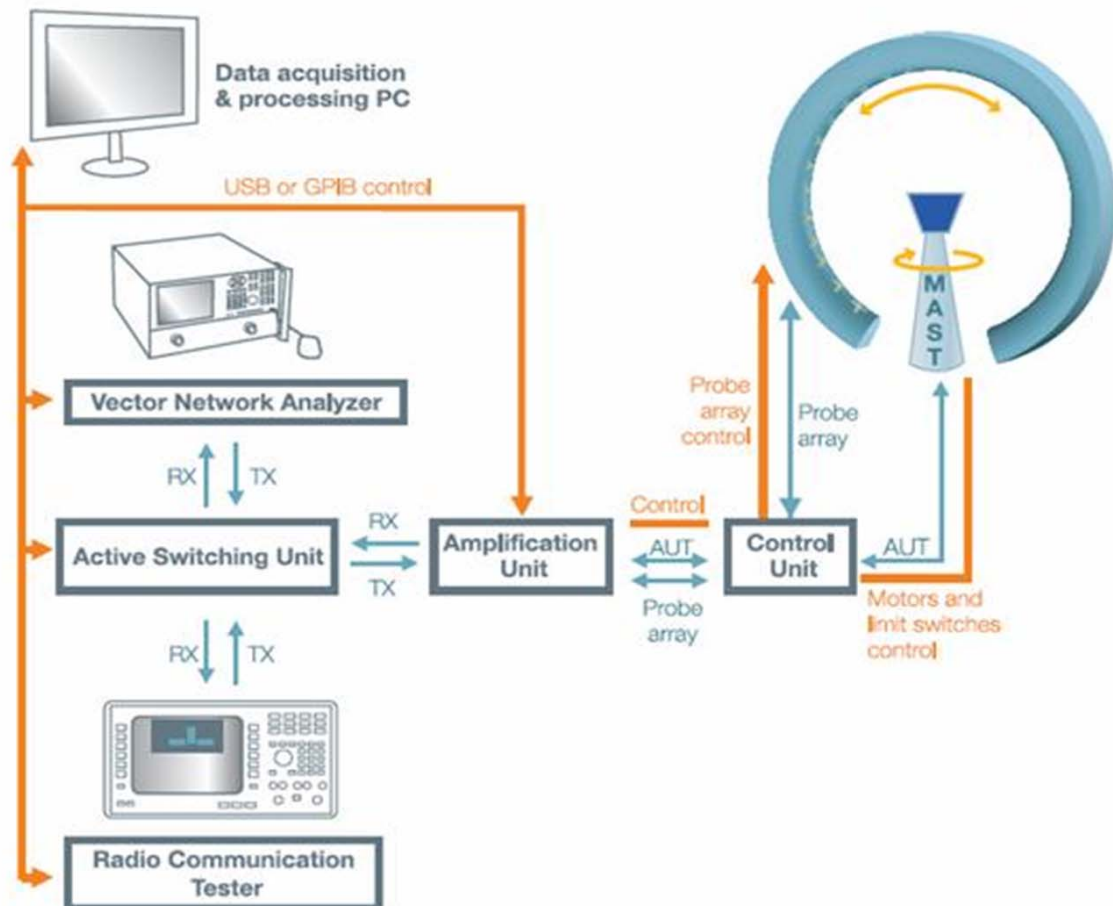 Data acquisition
& processing PC
USB or GPIB control
Vector Network Analyzer
RX
TX
Active Switching Unit
RX
TX
Amplification
Unit
Control
AUT
Probe
array
Control
Unit
Probe
array
control
Probe
array
MAST
AUT
Motors and
limit switches
control
RX
TX
Radio Communication
Tester